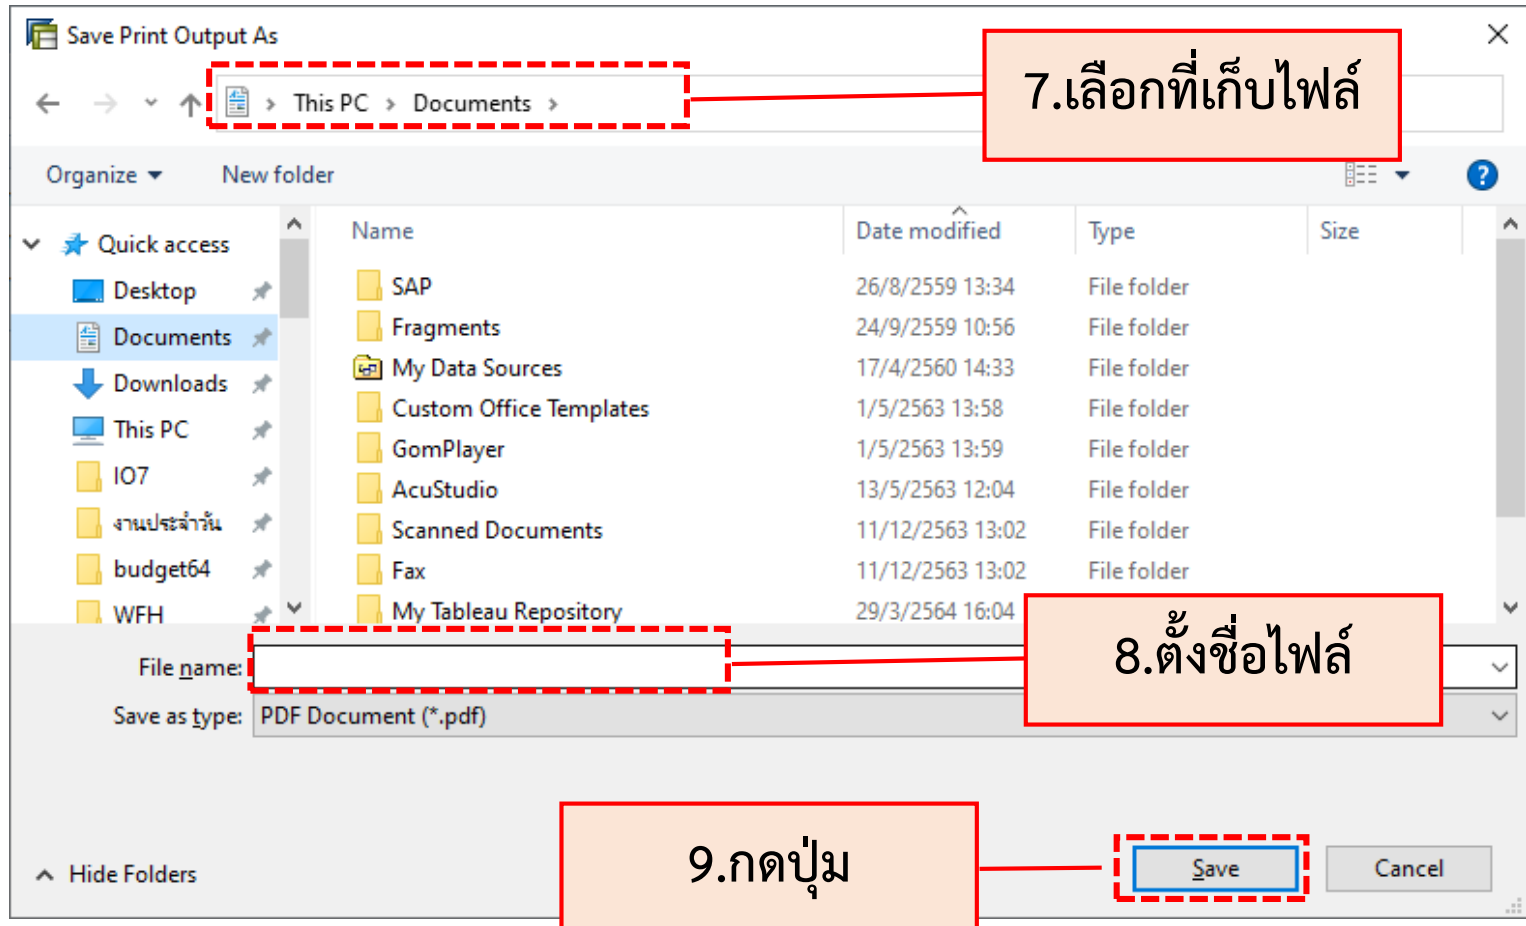 Save Print Output As
7.เลือกที่เก็บไฟล์
This PC > Documents >
Organize New folder
Quick access
Desktop
Documents
Downloads
This PC
IO7
งานประจำวัน
budget64
WFH
Name Date modified Type Size
SAP 26/8/2559 13:34 File folder
Fragments 24/9/2559 10:56 File folder
My Data Sources 17/4/2560 14:33 File folder
Custom Office Templates 1/5/2563 13:58 File folder
GomPlayer 1/5/2563 13:59 File folder
AcuStudio 13/5/2563 12:04 File folder
Scanned Documents 11/12/2563 13:02 File folder
Fax 11/12/2563 13:02 File folder
My Tableau Repository 29/3/2564 16:04
8.ตั้งชื่อไฟล์
File name:
Save as type: PDF Document (*.pdf)
9.กดปุ่ม
Hide Folders Save Cancel